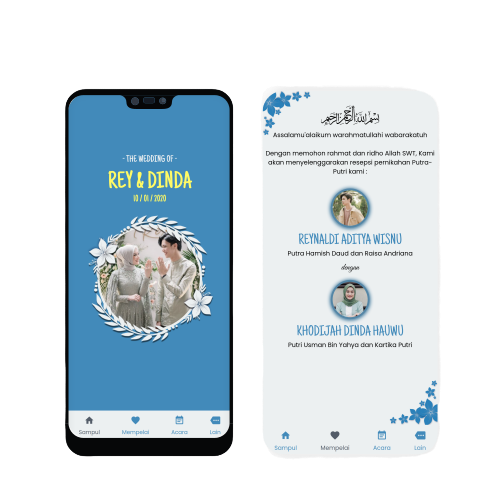 - THE WEDDING OF -
REY & DINDA
10 / 01 / 2020
Sampul
Mempelai
Acara
Lain
بسم الله الرحمن الرحيم
Assalamu'alaikum warahmatullahi wabarakatuh
Dengan memohon rahmat dan ridho Allah SWT, Kami
akan menyelenggarakan resepsi pernikahan Putra-
Putri kami :
REYNALDI ADITYA WISNU
Putra Hamish Daud dan Raisa Andriana
dengan
KHODIJAH DINDA HAUWU
Putri Usman Bin Yahya dan Kartika Putri
Sampul
Mempelai
Acara
Lain